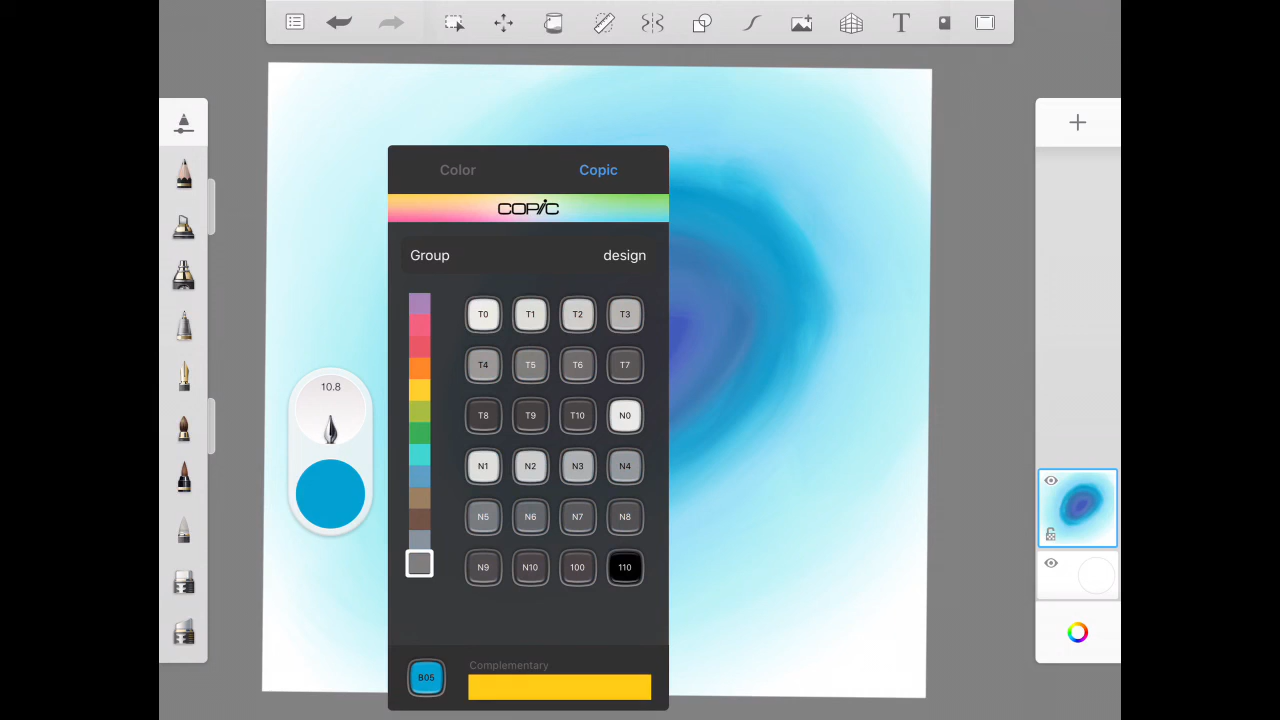 T
Color Copic
COPiC
Group design
T0 T1 T2 T3
T4 T5 T6 T7
10.8
T8 T9 T10 N0
N1 N2 N3 N4
N5 N6 N7 N8
N9 N10 100 110
Complementary
B05